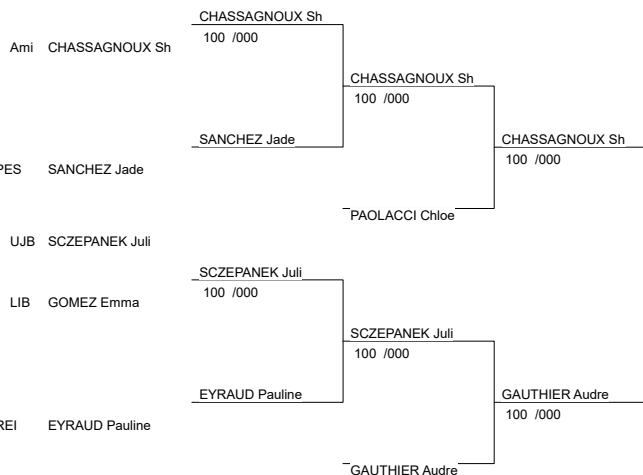 CHASSAGNOUX Sh
100 /000
Ami CHASSAGNOUX Sh
CHASSAGNOUX Sh
100 /000
SANCHEZ Jade
CHASSAGNOUX Sh
100 /000
PES SANCHEZ Jade
PAOLACCI Chloe
UJB SCZEPANEK Juli
SCZEPANEK Juli
100 /000
LIB GOMEZ Emma
SCZEPANEK Juli
100 /000
EYRAUD Pauline
GAUTHIER Audre
100 /000
REI EYRAUD Pauline
GAUTHIER Audre